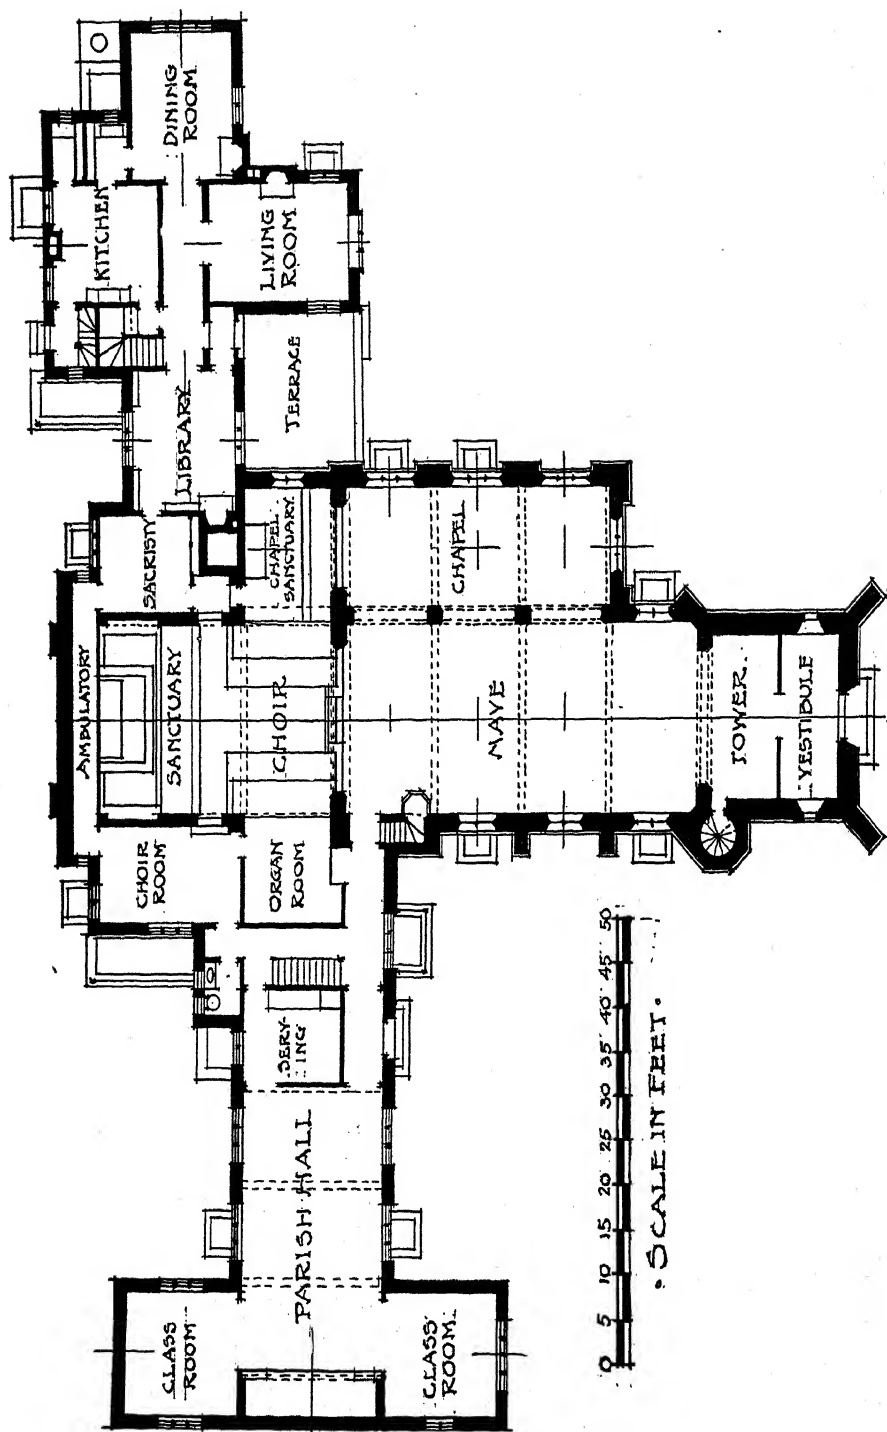 DINING
ROOM
KITCHEN
LIVING
ROOM
LIBRARY
TERRACE
SACRISTY
CHAPEL
SANCTUARY
CHAPEL
AMBULATORY
SANCTUARY
CHOIR
NAVE
TOWER
VESTIBULE
CHOIR
ROOM
ORGAN
ROOM
SERV-
ING
PARISH HALL
CLASS
ROOM
CLASS
ROOM
0 5 10 15 20 25 30 35 40 45 50
• SCALE IN FEET •